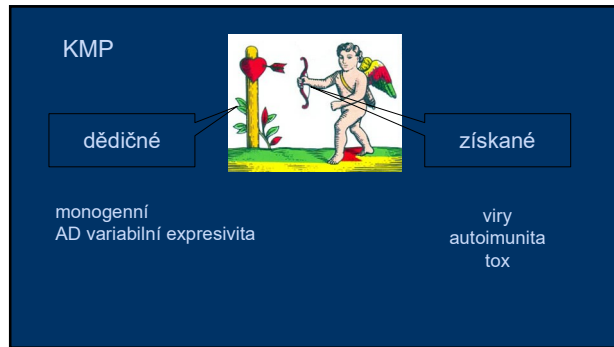 KMP
dědičné
získané
monogenní
AD variabilní expresivita
viry
autoimunita
tox